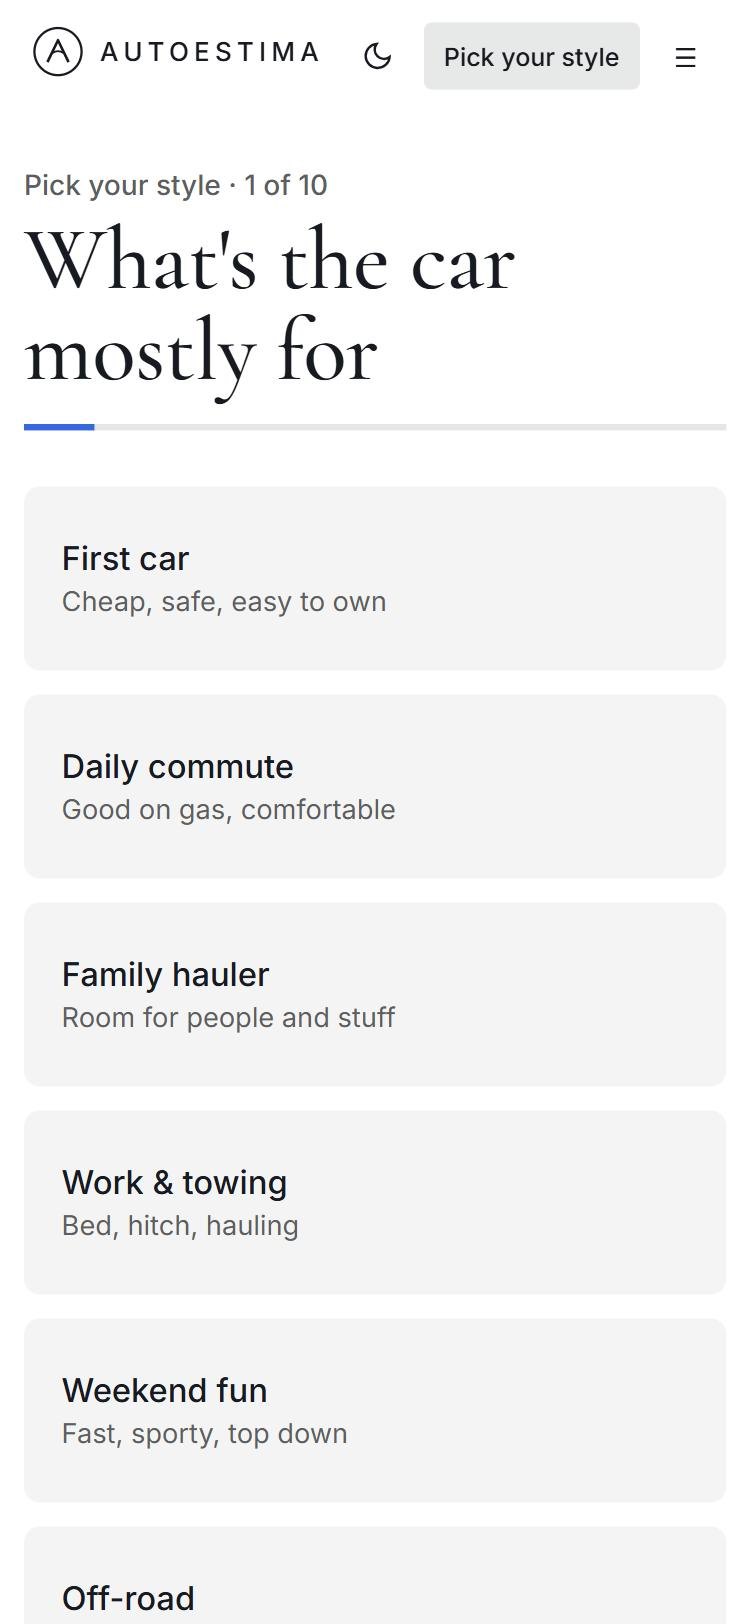 AUTOESTIMA
Pick your style
Pick your style · 1 of 10
What's the car
mostly for
First car
Cheap, safe, easy to own
Daily commute
Good on gas, comfortable
Family hauler
Room for people and stuff
Work & towing
Bed, hitch, hauling
Weekend fun
Fast, sporty, top down
Off-road